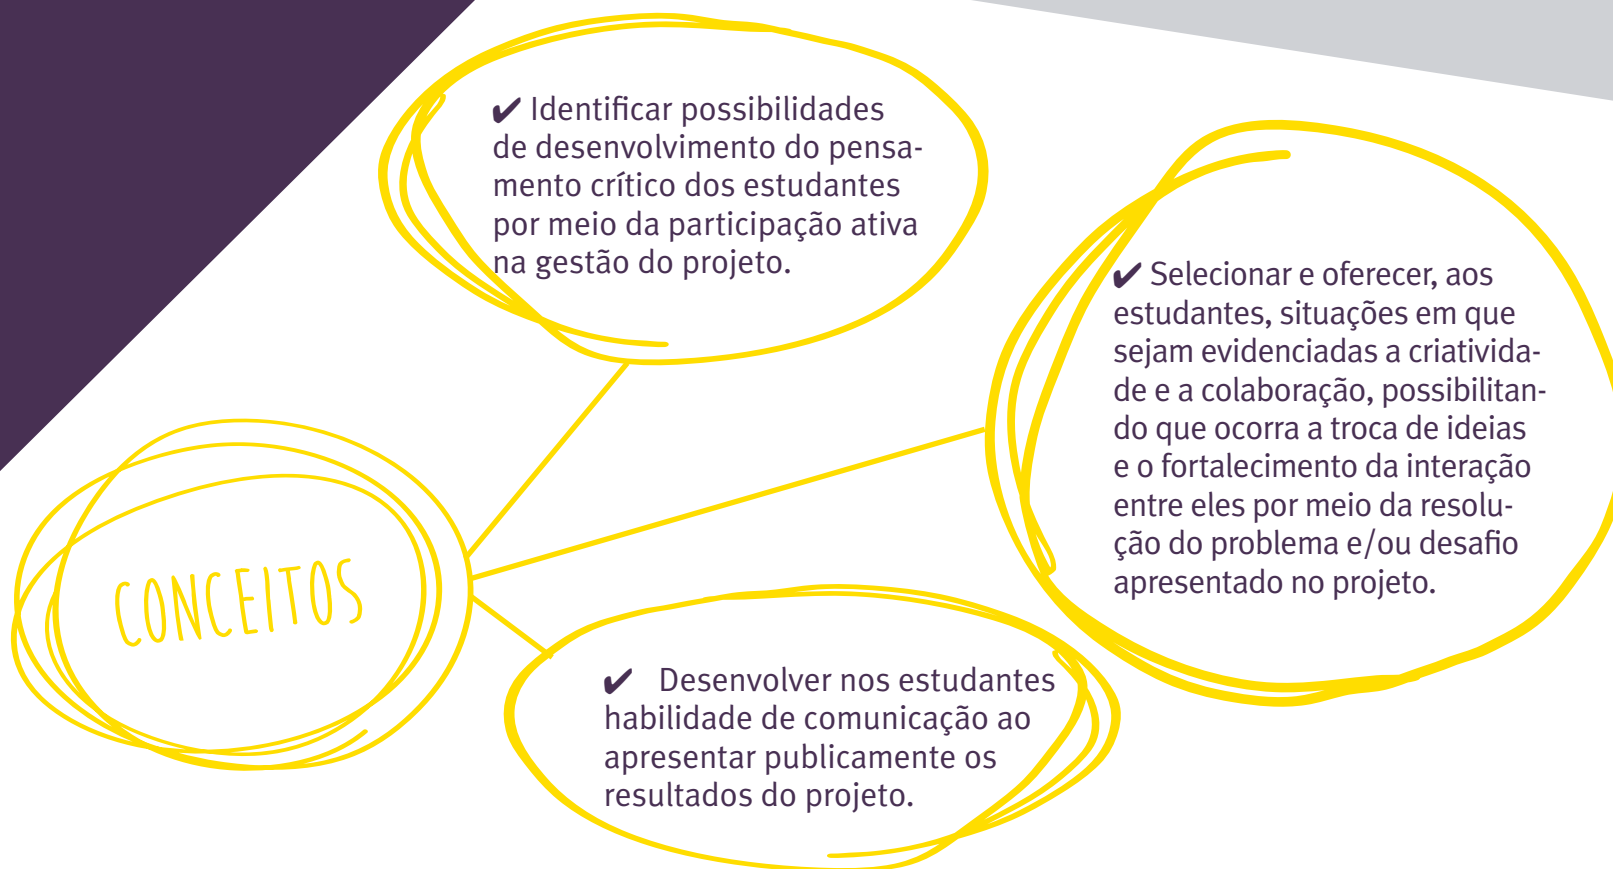 ✔ Identificar possibilidades
de desenvolvimento do pensa-
mento crítico dos estudantes
por meio da participação ativa
na gestão do projeto.
✔ Selecionar e oferecer, aos
estudantes, situações em que
sejam evidenciadas a criativida-
de e a colaboração, possibilitan-
do que ocorra a troca de ideias
e o fortalecimento da interação
entre eles por meio da resolu-
ção do problema e/ou desafio
apresentado no projeto.
CONCEITOS
✔ Desenvolver nos estudantes
habilidade de comunicação ao
apresentar publicamente os
resultados do projeto.